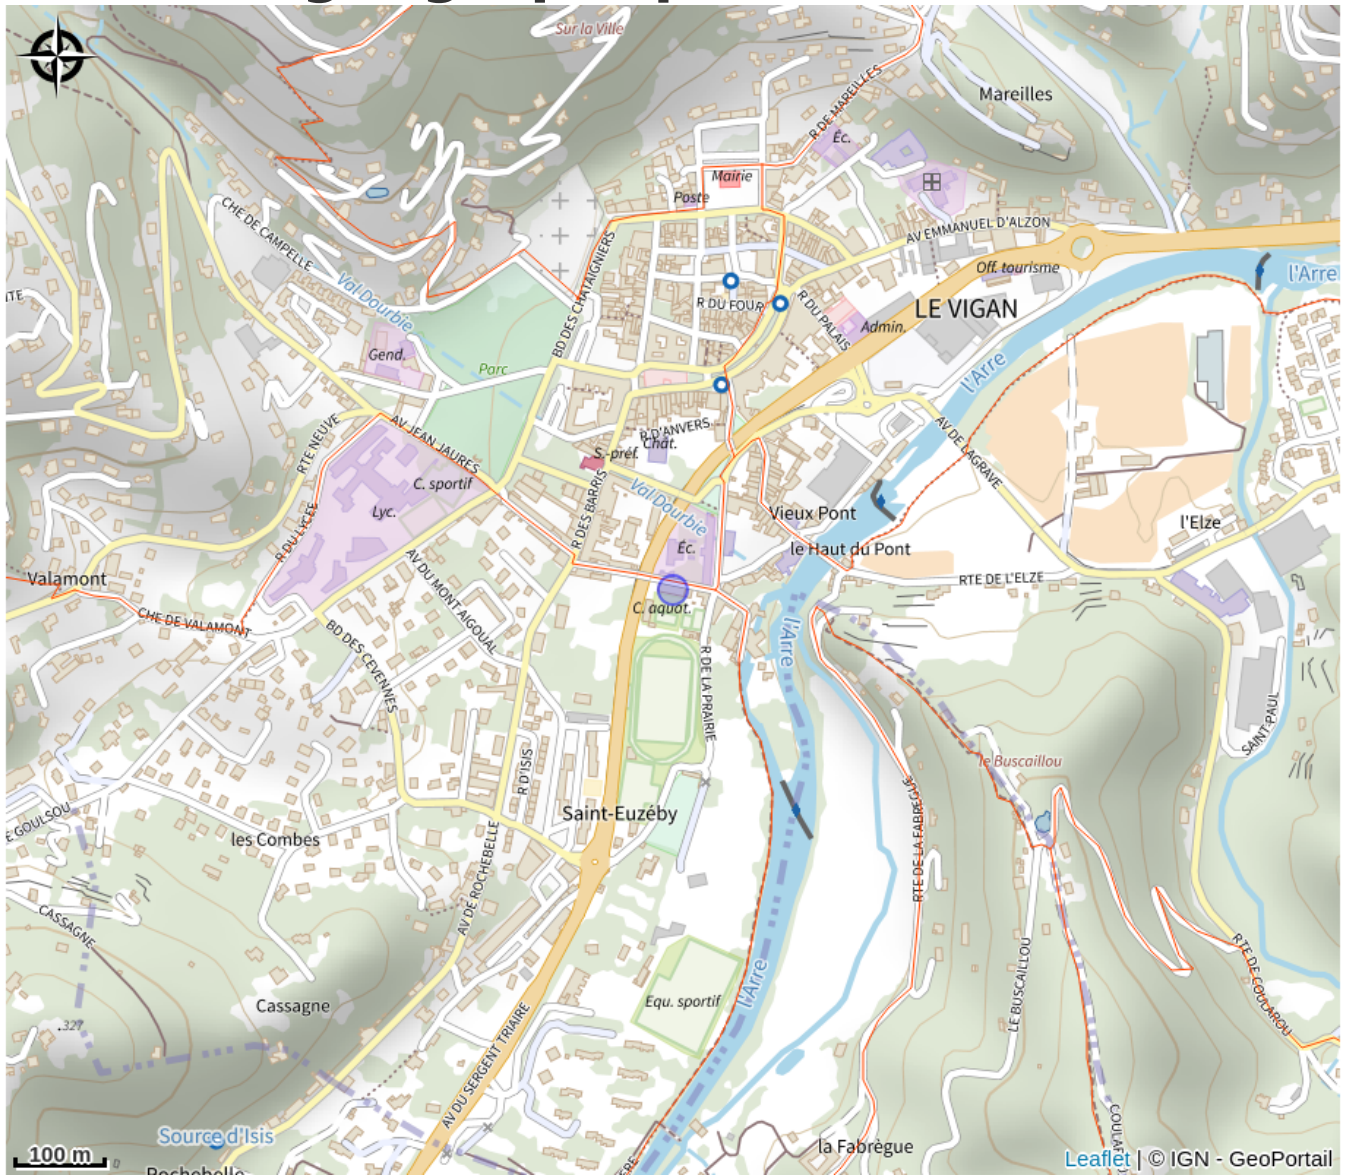 Sur la Ville
Mareilles
R DE MAREILLES
Éc.
Mairie
Poste
CHE DE CAMPELLE
AV EMMANUEL D'ALZON
BD DES CHATAIGNIERS
Off. tourisme
l'Arre
Val Dourbie
R DU FOUR
R DU PALAIS
LE VIGAN
Admin.
Gend.
Parc
l'Arre
AV JEAN JAURES
RTE NEUVE
R D'ANVERS
Chât.
S.-préf.
AV DE LAGRAVE
C. sportif
Val Dourbie
Lyc.
R DES BARRIS
Vieux Pont
l'Elze
R DU LYCEE
Éc.
le Haut du Pont
Valamont
AV DU MONT AIGOUAL
RTE DE L'ELZE
C. aquat.
CHE DE VALAMONT
BD DES CEVENNES
l'Arre
R DE LA PRAIRIE
SAINT-PAUL
le Buscaillou
R D'ISIS
Saint-Euzéby
RTE DE LA FABREGUE
E GOULSOU
les Combes
AV DE ROCHEBELLE
CASSAGNE
l'Arre
RTE DE COULAROU
LE BUSCAILLOU
Cassagne
Equ. sportif
.327
AV DU SERGENT TRIAIRE
Source d'Isis
COULA
la Fabrègue
100 m
Rochebelle
Leaflet | © IGN - GeoPortail